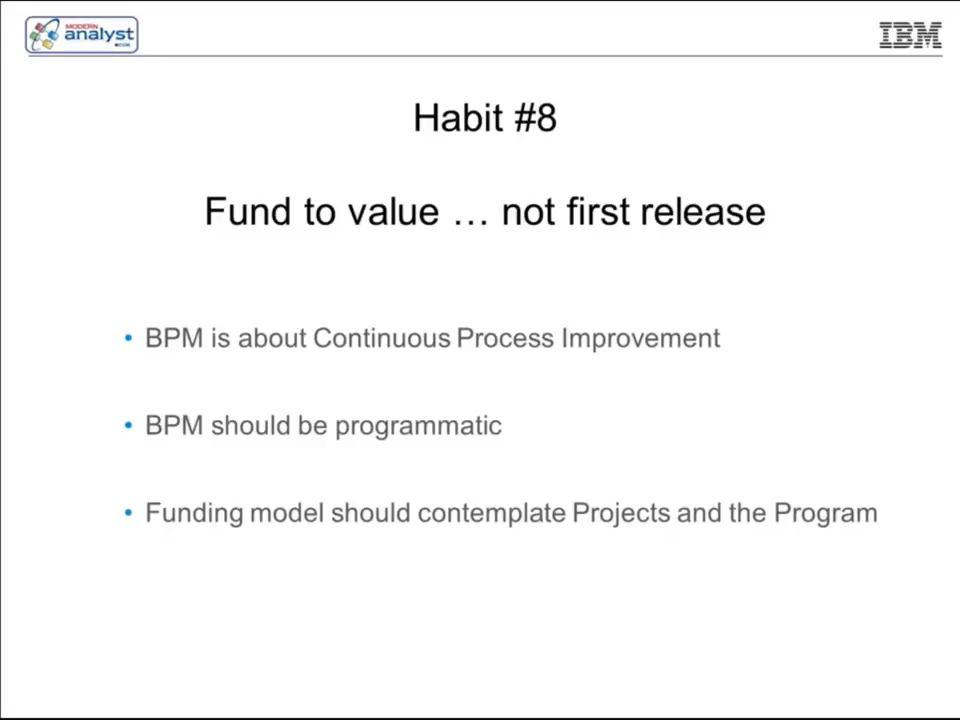 MODERN
analyst
.COM
IBM
Habit #8
Fund to value … not first release
• BPM is about Continuous Process Improvement
• BPM should be programmatic
• Funding model should contemplate Projects and the Program